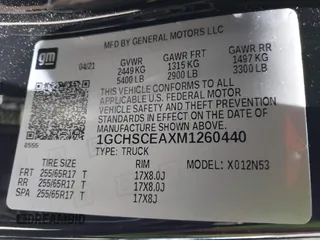 MFD BY GENERAL MOTORS LLC
gm
04/21
GVWR GAWR FRT GAWR RR
2449 KG 1315 KG 1497 KG
5400 LB 2900 LB 3300 LB
THIS VEHICLE CONFORMS TO ALL
APPLICABLE U.S. FEDERAL MOTOR
VEHICLE SAFETY AND THEFT PREVENTION
STANDARDS IN EFFECT ON THE DATE OF
MANUFACTURE SHOWN ABOVE.
1GCHSCEAXM1260440
TYPE: TRUCK
MODEL: X012N53
TIRE SIZE RIM
FRT 255/65R17 T 17X8.0J
RR 255/65R17 T 17X8.0J
SPA 255/65R17 T 17X8J